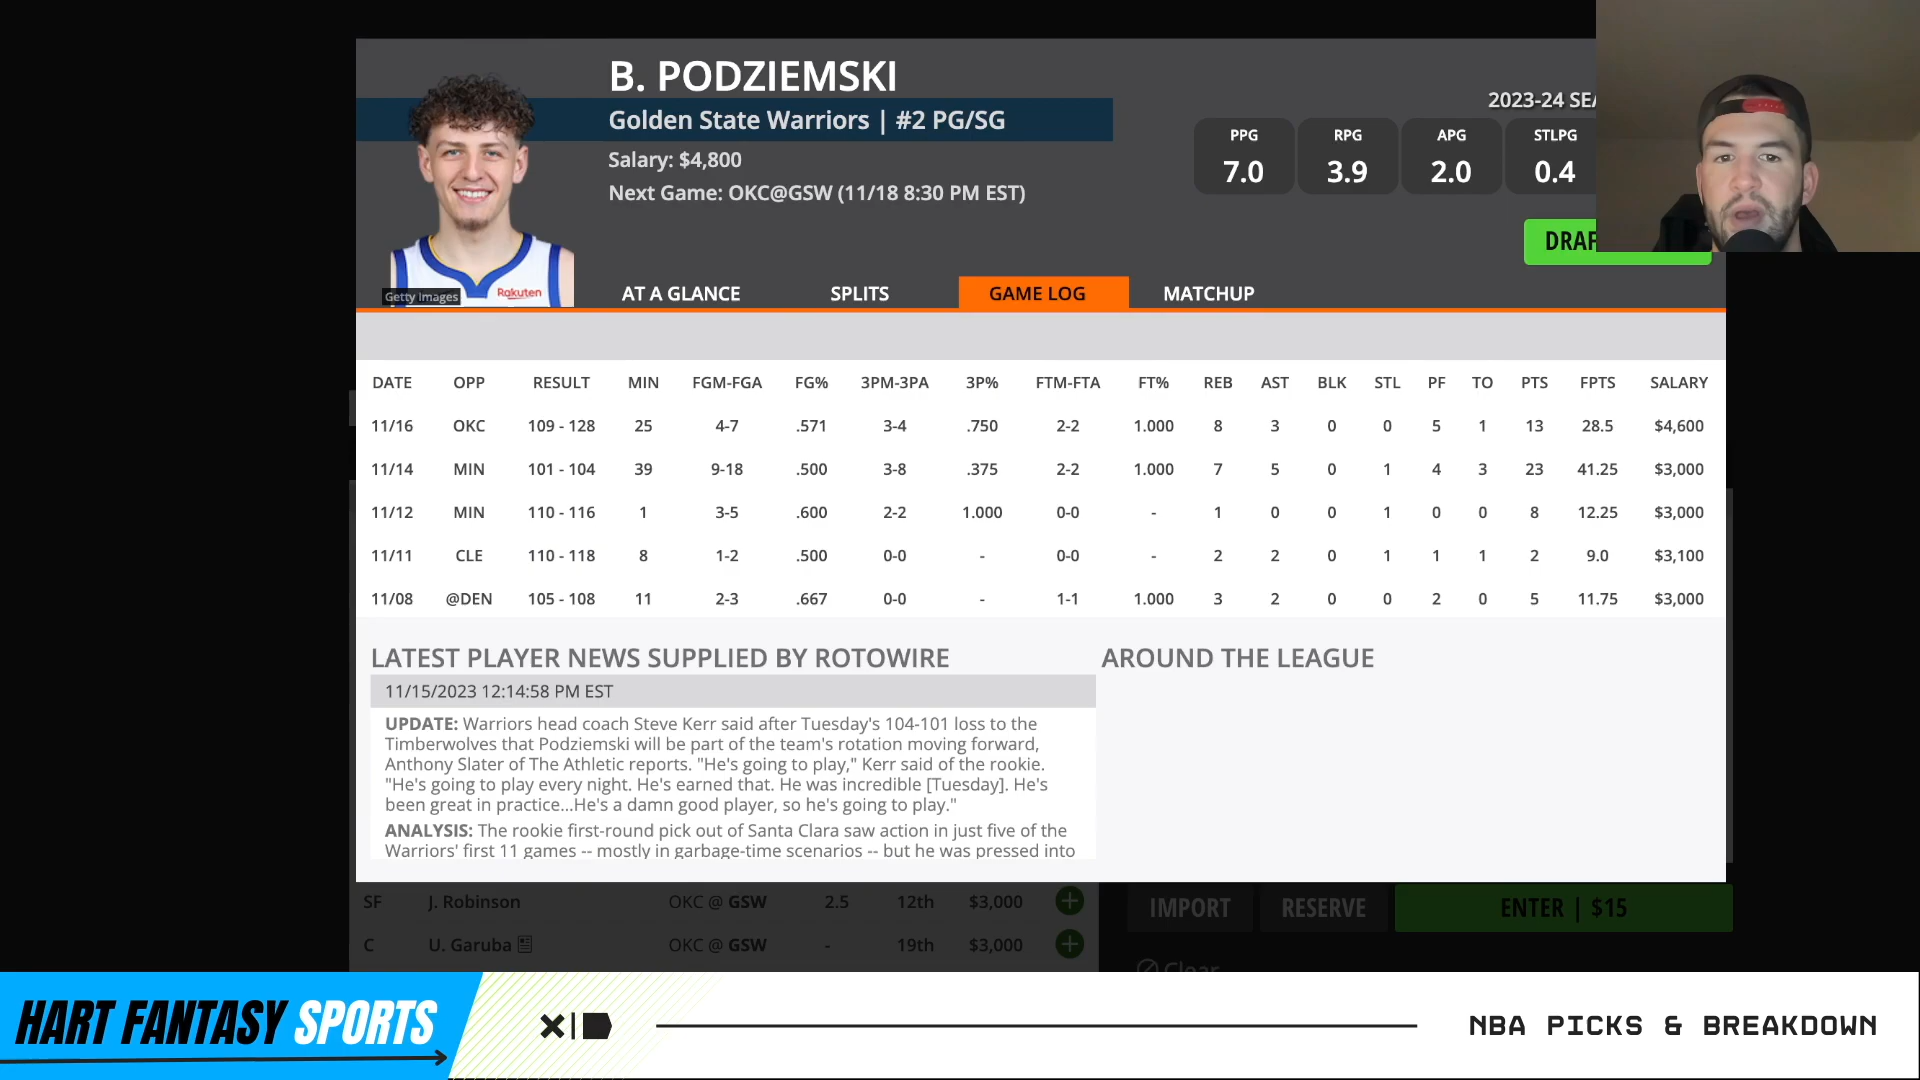 B. PODZIEMSKI
Golden State Warriors | #2 PG/SG
Salary: $4,800
Next Game: OKC@GSW (11/18 8:30 PM EST)
2023-24 SEA
PPG RPG APG STLPG
7.0 3.9 2.0 0.4
DRAF
Rakuten
Getty Images
AT A GLANCE SPLITS GAME LOG MATCHUP
DATE OPP RESULT MIN FGM-FGA FG% 3PM-3PA 3P% FTM-FTA FT% REB AST BLK STL PF TO PTS FPTS SALARY
11/16 OKC 109 - 128 25 4-7 .571 3-4 .750 2-2 1.000 8 3 0 0 5 1 13 28.5 $4,600
11/14 MIN 101 - 104 39 9-18 .500 3-8 .375 2-2 1.000 7 5 0 1 4 3 23 41.25 $3,000
11/12 MIN 110 - 116 1 3-5 .600 2-2 1.000 0-0 - 1 0 0 1 0 0 8 12.25 $3,000
11/11 CLE 110 - 118 8 1-2 .500 0-0 - 0-0 - 2 2 0 1 1 1 2 9.0 $3,100
11/08 @DEN 105 - 108 11 2-3 .667 0-0 - 1-1 1.000 3 2 0 0 2 0 5 11.75 $3,000
LATEST PLAYER NEWS SUPPLIED BY ROTOWIRE
AROUND THE LEAGUE
11/15/2023 12:14:58 PM EST
UPDATE: Warriors head coach Steve Kerr said after Tuesday's 104-101 loss to the
Timberwolves that Podziemski will be part of the team's rotation moving forward,
Anthony Slater of The Athletic reports. "He's going to play," Kerr said of the rookie.
"He's going to play every night. He's earned that. He was incredible [Tuesday]. He's
been great in practice...He's a damn good player, so he's going to play."
ANALYSIS: The rookie first-round pick out of Santa Clara saw action in just five of the
Warriors' first 11 games -- mostly in garbage-time scenarios -- but he was pressed into
SF J. Robinson OKC @ GSW 2.5 12th $3,000
C U. Garuba OKC @ GSW - 19th $3,000
IMPORT RESERVE ENTER | $15
Clear
HART FANTASY SPORTS
NBA PICKS & BREAKDOWN